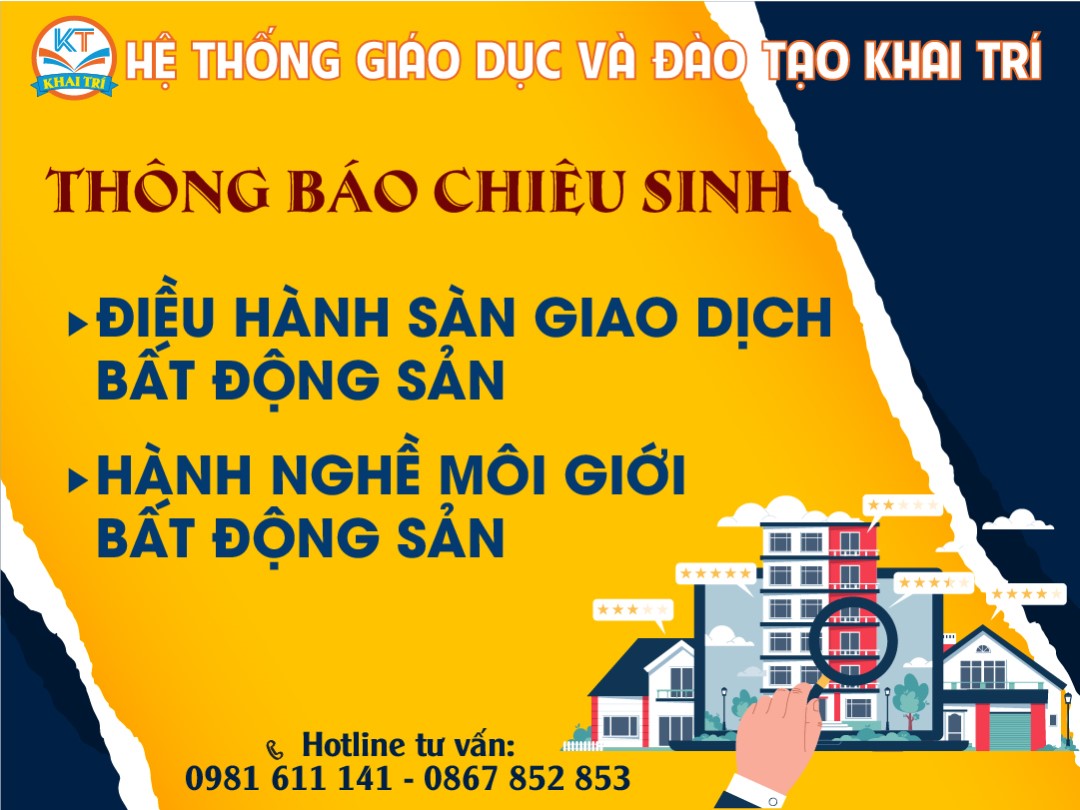 KT
KHAI TRÍ
HỆ THỐNG GIÁO DỤC VÀ ĐÀO TẠO KHAI TRÍ
THÔNG BÁO CHIÊU SINH
ĐIỀU HÀNH SÀN GIAO DỊCH
BẤT ĐỘNG SẢN
HÀNH NGHỀ MÔI GIỚI
BẤT ĐỘNG SẢN
Hotline tư vấn:
0981 611 141 - 0867 852 853